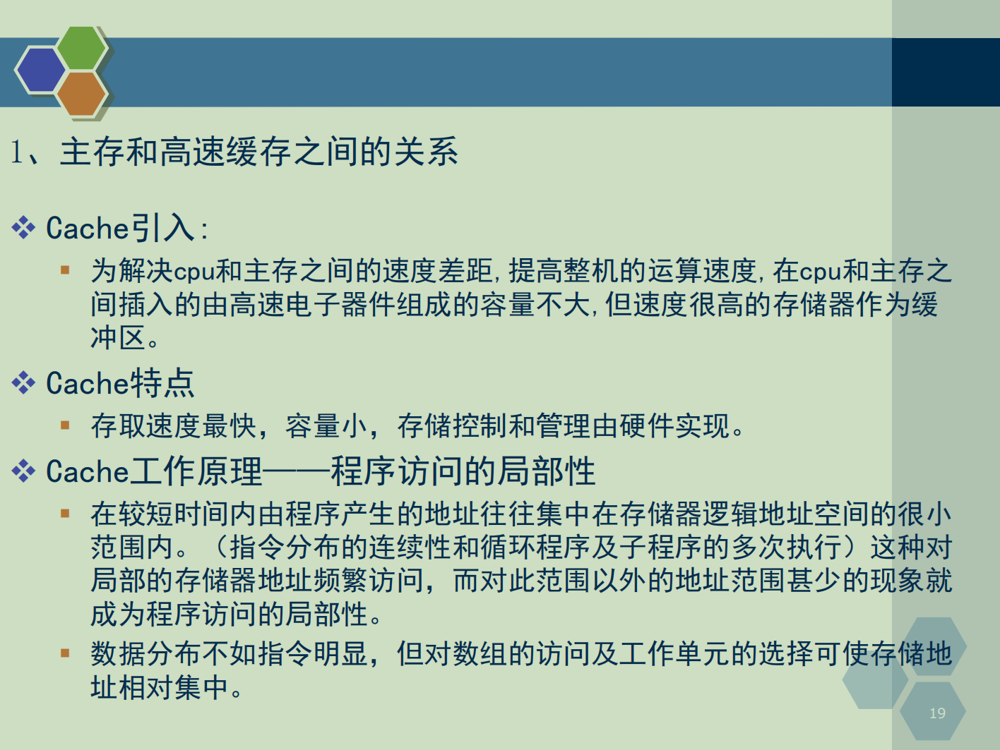 1、主存和高速缓存之间的关系
Cache引入:
为解决cpu和主存之间的速度差距,提高整机的运算速度,在cpu和主存之
间插入的由高速电子器件组成的容量不大,但速度很高的存储器作为缓
冲区。
Cache特点
存取速度最快，容量小，存储控制和管理由硬件实现。
Cache工作原理——程序访问的局部性
在较短时间内由程序产生的地址往往集中在存储器逻辑地址空间的很小
范围内。（指令分布的连续性和循环程序及子程序的多次执行）这种对
局部的存储器地址频繁访问，而对此范围以外的地址范围甚少的现象就
成为程序访问的局部性。
数据分布不如指令明显，但对数组的访问及工作单元的选择可使存储地
址相对集中。
19